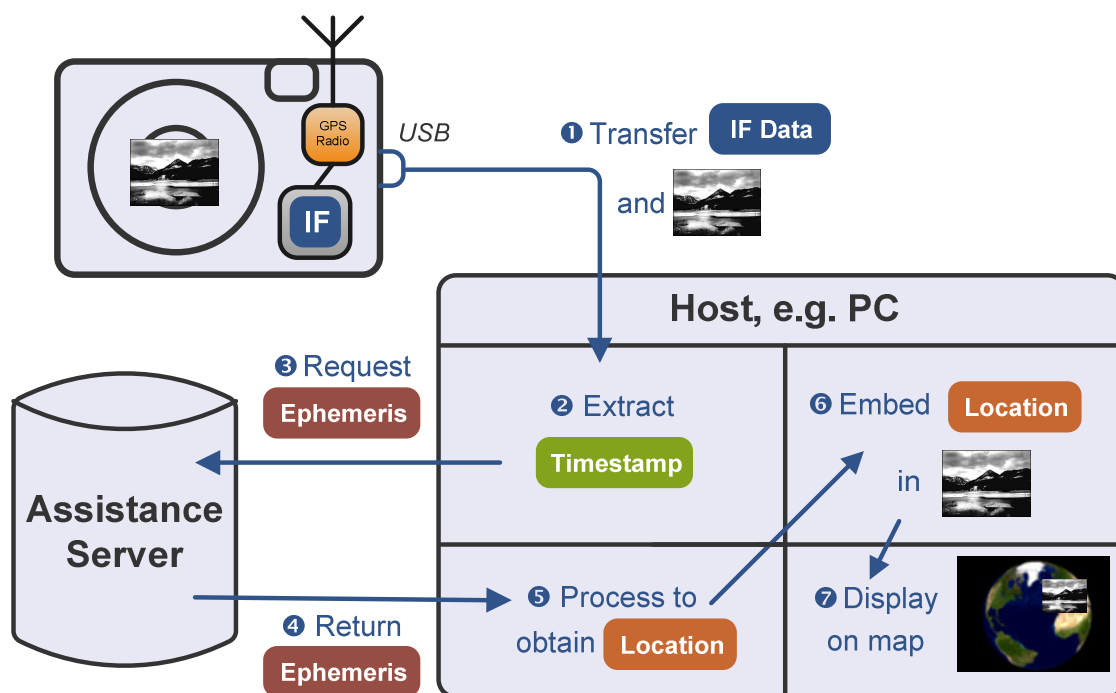 GPS
Radio
IF
USB
❶ Transfer IF Data
and
Host, e.g. PC
❸ Request
Ephemeris
❷ Extract
Timestamp
❻ Embed Location
in
Assistance
Server
❹ Return
Ephemeris
❺ Process to
obtain Location
❼ Display
on map